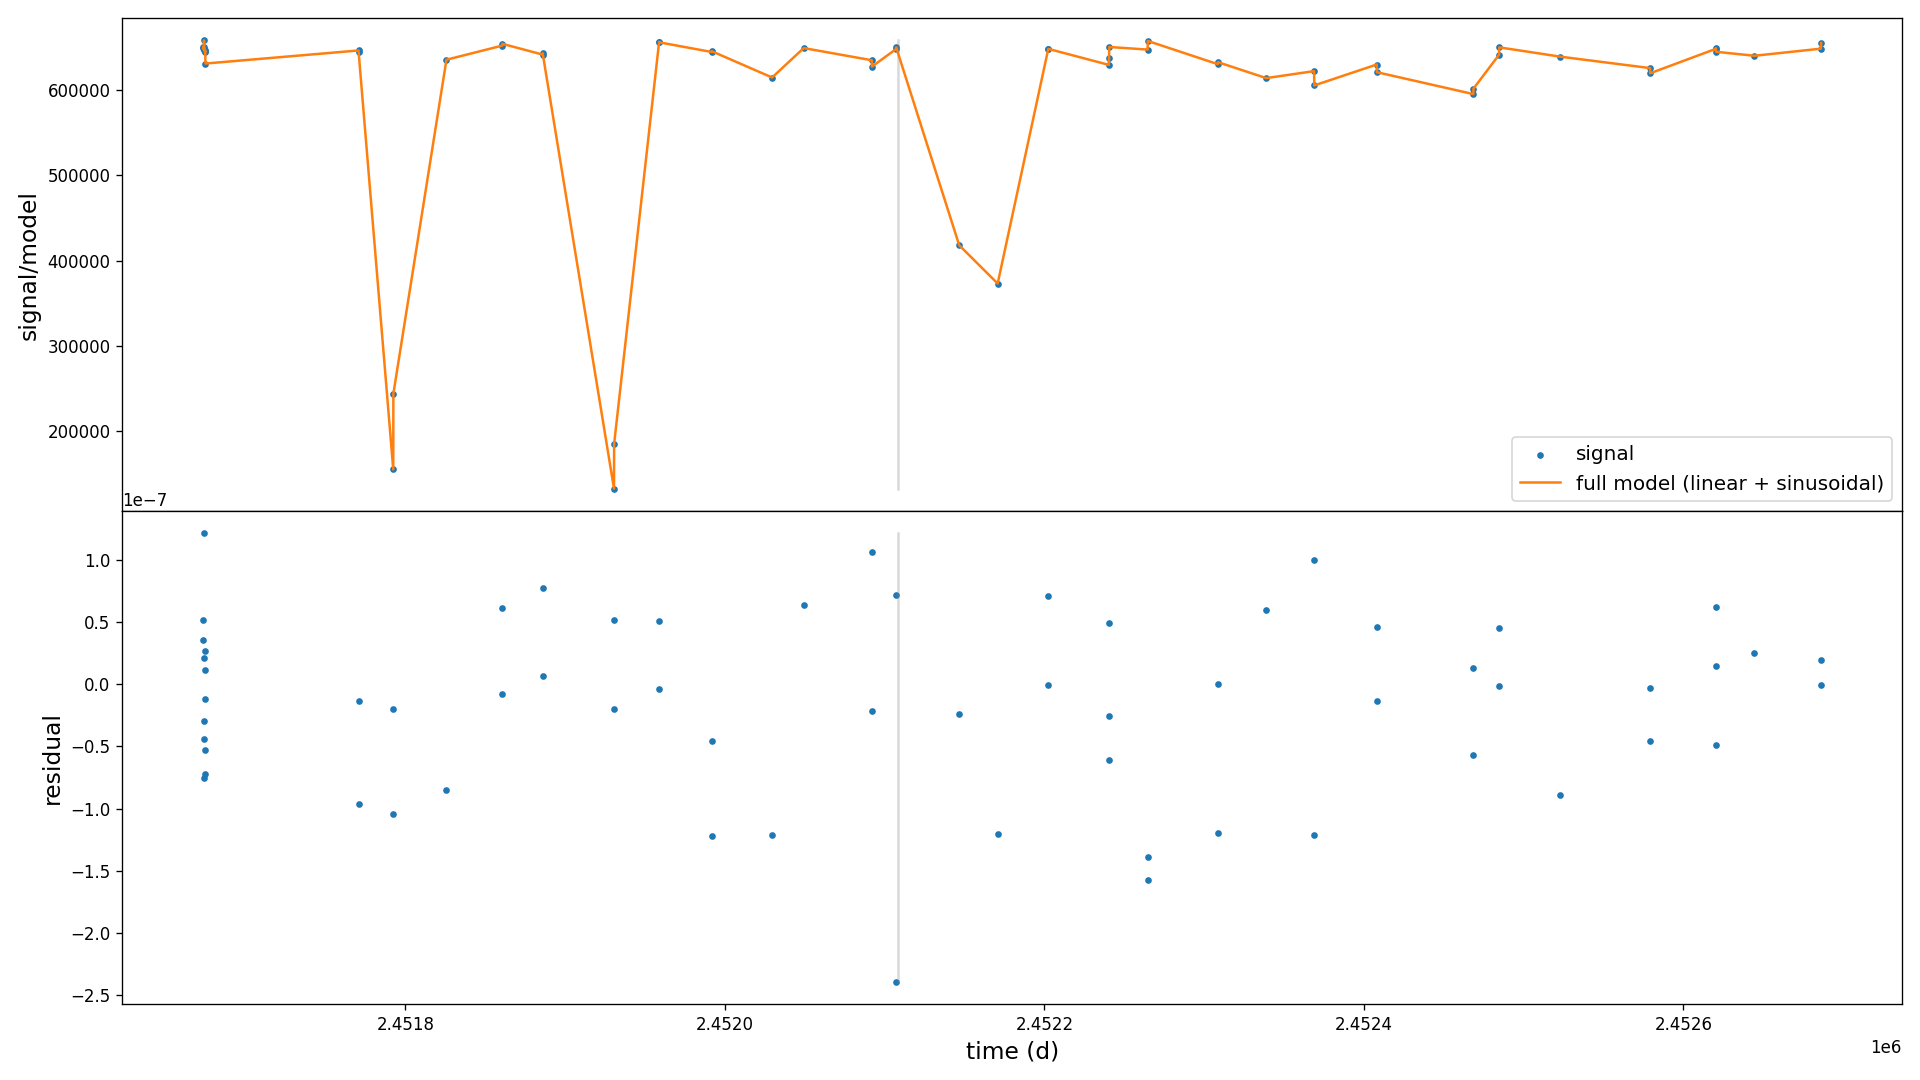 signal/model
600000
500000
400000
300000
200000
signal
full model (linear + sinusoidal)
1e−7
residual
1.0
0.5
0.0
−0.5
−1.0
−1.5
−2.0
−2.5
2.4518 2.4520 2.4522 2.4524 2.4526
1e6
time (d)